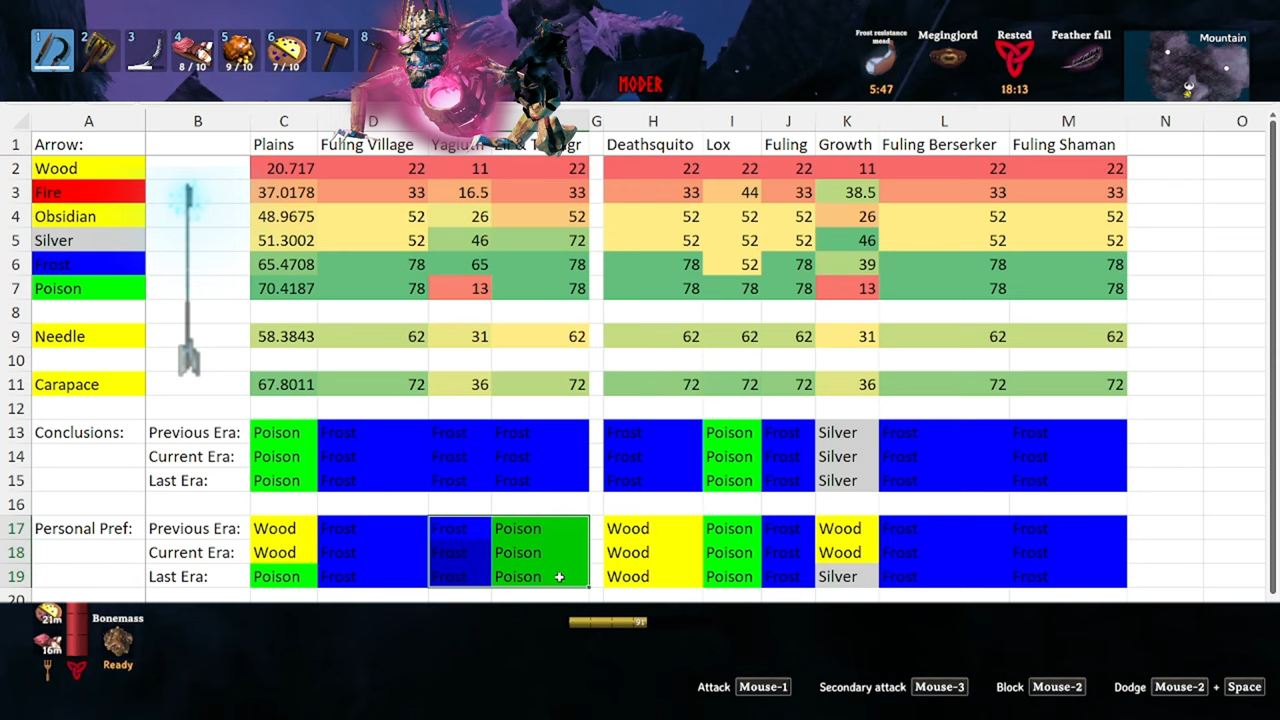 1 2 3 4 5 6 7 8
8 / 10 9 / 10 7 / 10
MODER
Frost resistance mead Megingjord Rested Feather fall
5:47 18:13
Mountain
A B C D G H I J K L M N O
1 Arrow: Plains Fuling Village Deathsquito Lox Fuling Growth Fuling Berserker Fuling Shaman
2 Wood 20.717 22 11 22 22 22 22 11 22 22
3 Fire 37.0178 33 16.5 33 33 44 33 38.5 33 33
4 Obsidian 48.9675 52 26 52 52 52 52 26 52 52
5 Silver 51.3002 52 46 72 52 52 52 46 52 52
6 Frost 65.4708 78 65 78 78 52 78 39 78 78
7 Poison 70.4187 78 13 78 78 78 78 13 78 78
8
9 Needle 58.3843 62 31 62 62 62 62 31 62 62
10
11 Carapace 67.8011 72 36 72 72 72 72 36 72 72
12
13 Conclusions: Previous Era: Poison Frost Frost Frost Frost Poison Frost Silver Frost Frost
14 Current Era: Poison Frost Frost Frost Frost Poison Frost Silver Frost Frost
15 Last Era: Poison Frost Frost Frost Frost Poison Frost Silver Frost Frost
16
17 Personal Pref: Previous Era: Wood Frost Frost Poison Wood Poison Frost Wood Frost Frost
18 Current Era: Wood Frost Frost Poison Wood Poison Frost Wood Frost Frost
19 Last Era: Poison Frost Frost Poison Wood Poison Frost Silver Frost Frost
20
21m
16m
Bonemass
Ready
91
Attack Mouse-1 Secondary attack Mouse-3 Block Mouse-2 Dodge Mouse-2 + Space